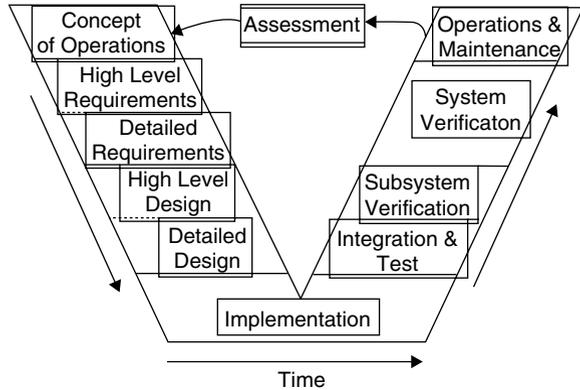 Concept
of Operations
Assessment
Operations &
Maintenance
High Level
Requirements
System
Verificaton
Detailed
Requirements
High Level
Design
Subsystem
Verification
Detailed
Design
Integration &
Test
Implementation
Time